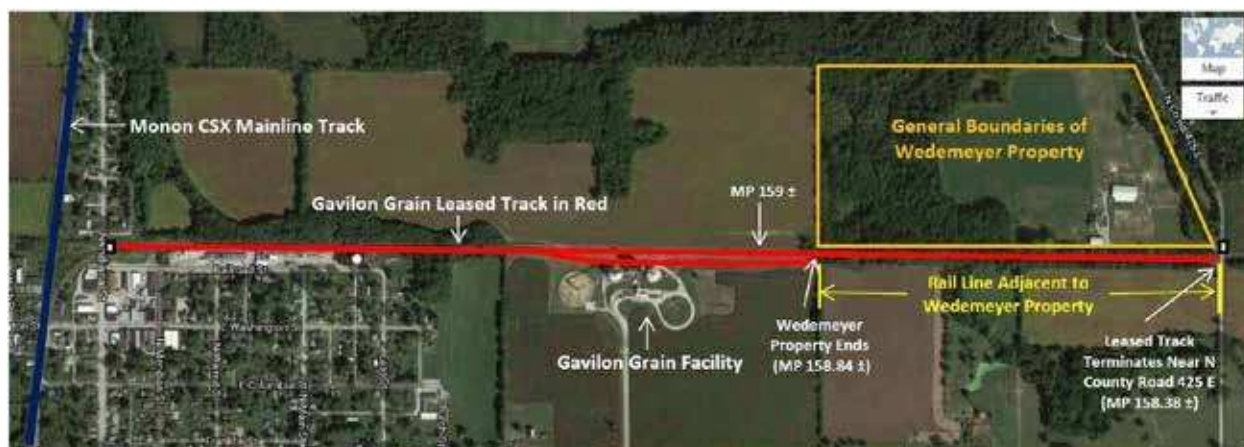 Map
Traffic
Monon CSX Mainline Track
General Boundaries of
Wedemeyer Property
MP 159 ±
Gavilon Grain Leased Track in Red
Rail Line Adjacent to
Wedemeyer Property
Wedemeyer
Property Ends
(MP 158.84 ±)
Gavilon Grain Facility
Leased Track
Terminates Near N
County Road 425 E
(MP 158.38 ±)